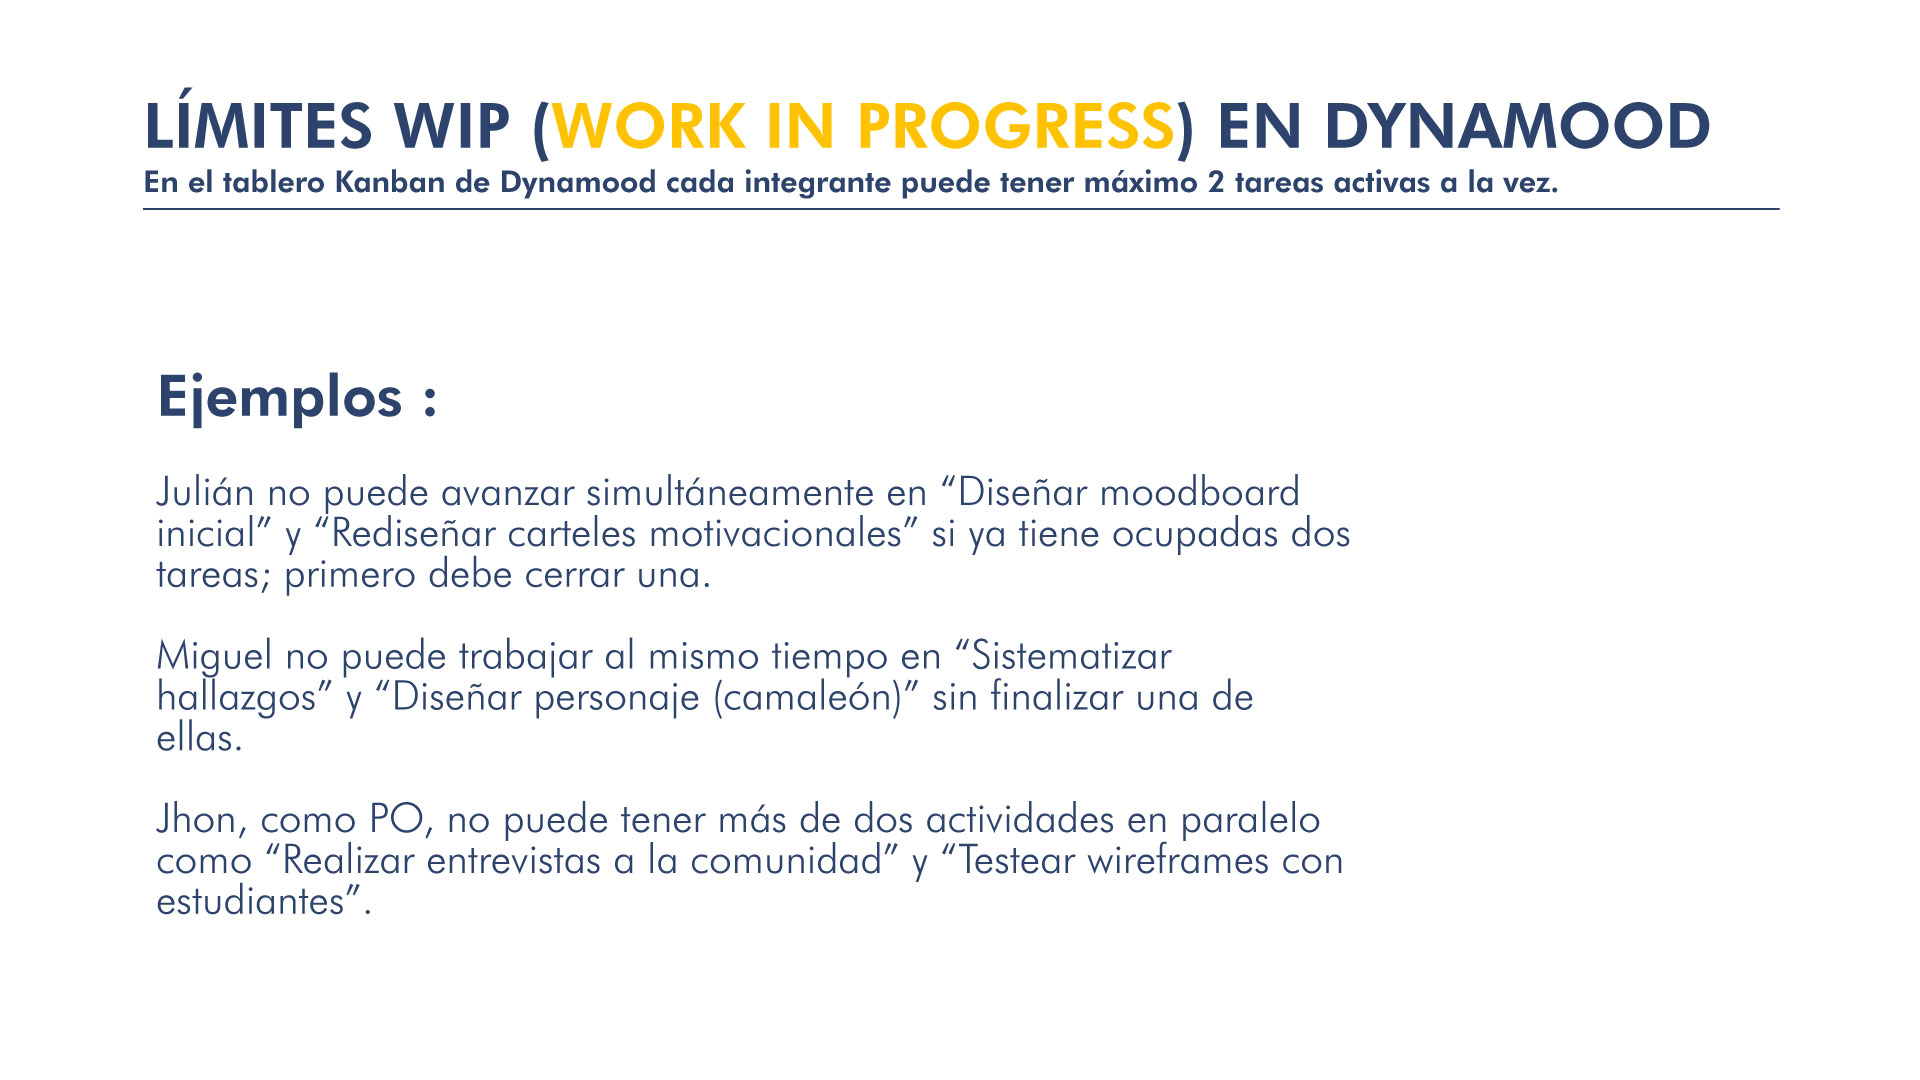 LÍMITES WIP (WORK IN PROGRESS) EN DYNAMOOD
En el tablero Kanban de Dynamood cada integrante puede tener máximo 2 tareas activas a la vez.
Ejemplos :
Julián no puede avanzar simultáneamente en “Diseñar moodboard
inicial” y “Rediseñar carteles motivacionales” si ya tiene ocupadas dos
tareas; primero debe cerrar una.
Miguel no puede trabajar al mismo tiempo en “Sistematizar
hallazgos” y “Diseñar personaje (camaleón)” sin finalizar una de
ellas.
Jhon, como PO, no puede tener más de dos actividades en paralelo
como “Realizar entrevistas a la comunidad” y “Testear wireframes con
estudiantes”.